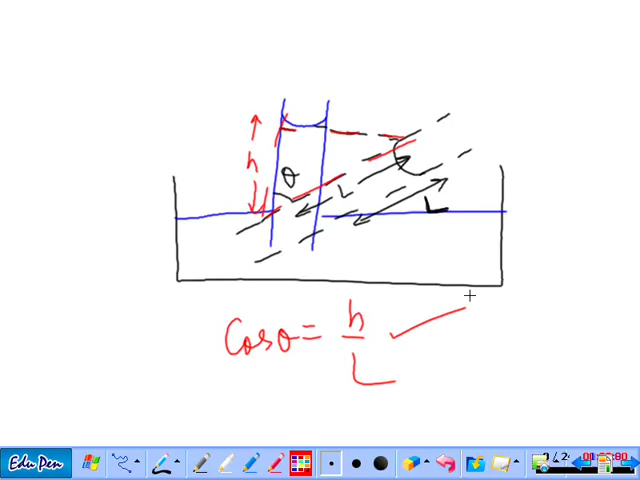 h
θ
L
L
Cosθ = h/L
Edu Pen